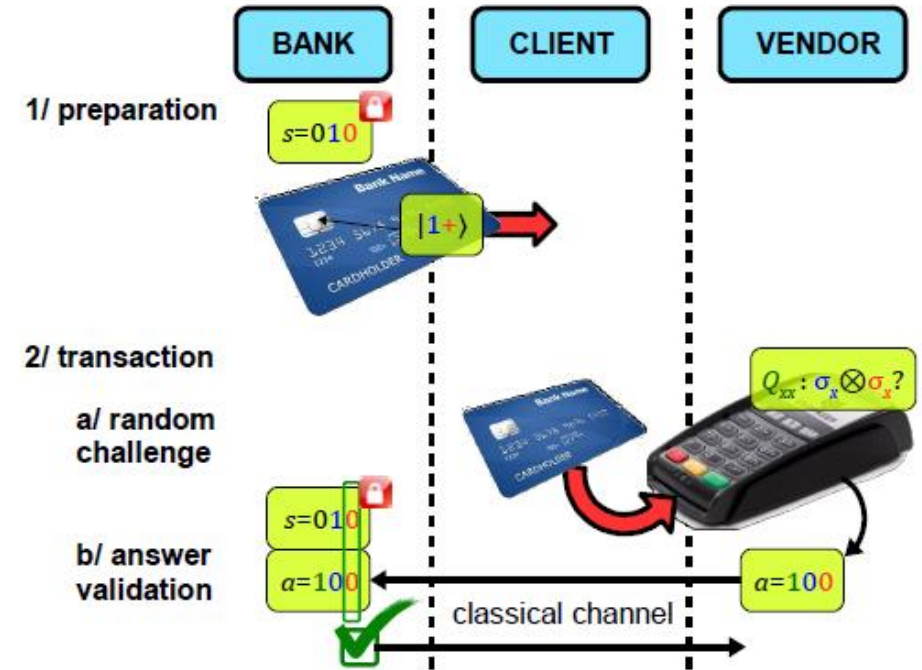 BANK CLIENT VENDOR
1/ preparation
s=010
Bank Name
|1+⟩
1234
CARDHOLDER
2/ transaction
Q_xx : σ_x⊗σ_x?
a/ random
challenge
Bank Name
CARDHOLDER
s=010
b/ answer
validation
a=100
a=100
classical channel